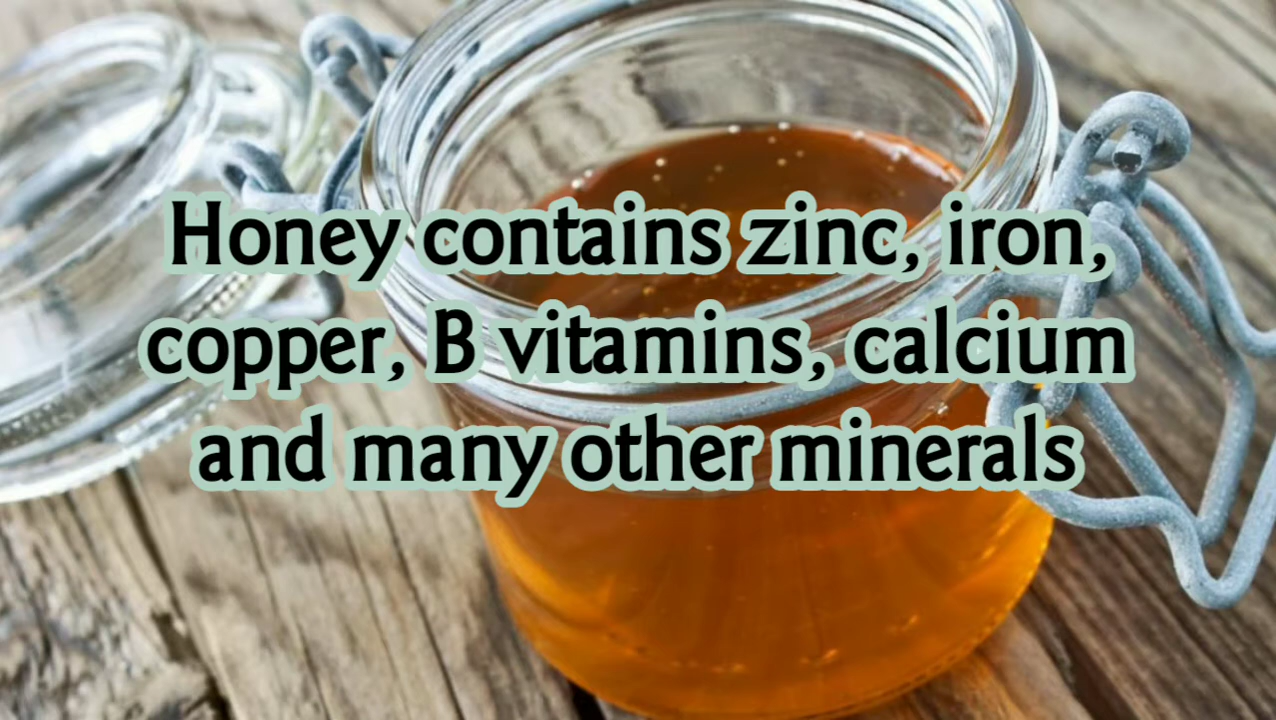 Honey contains zinc, iron,
copper, B vitamins, calcium
and many other minerals